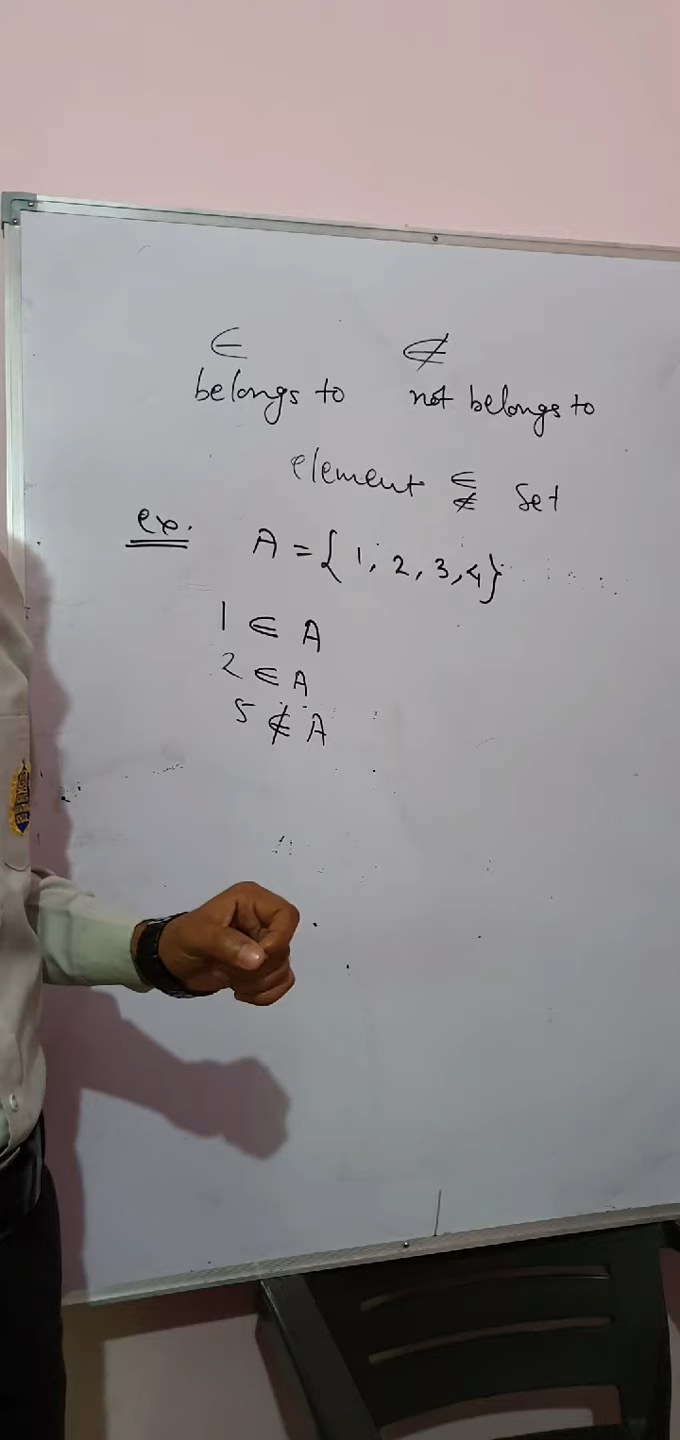 ∈ ∉
belongs to not belongs to
element ∈ ∉ Set
ex. A = {1, 2, 3, 4}
1 ∈ A
2 ∈ A
5 ∉ A